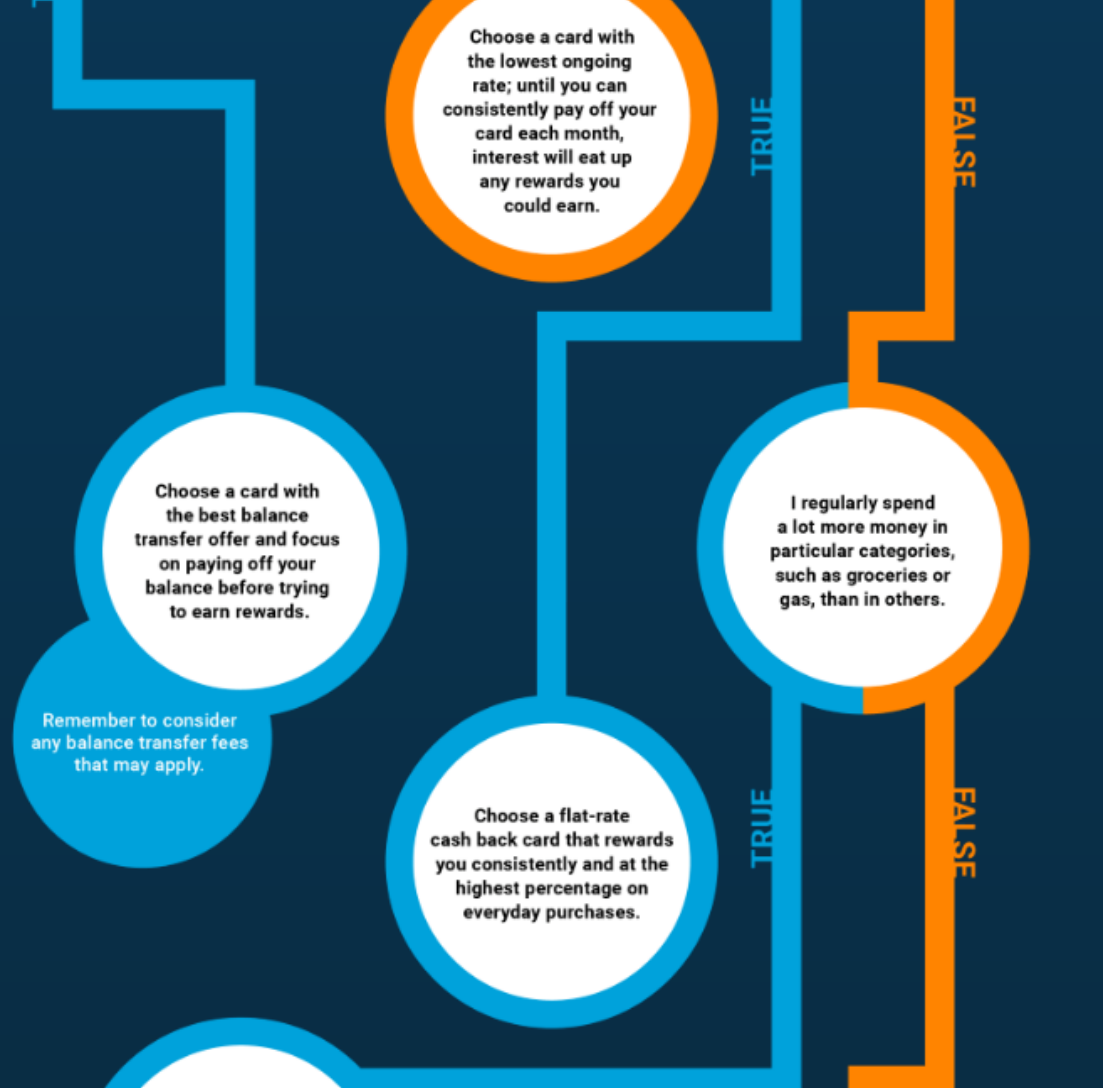 Choose a card with
the lowest ongoing
rate; until you can
consistently pay off your
card each month,
interest will eat up
any rewards you
could earn.
TRUE
FALSE
Choose a card with
the best balance
transfer offer and focus
on paying off your
balance before trying
to earn rewards.
I regularly spend
a lot more money in
particular categories,
such as groceries or
gas, than in others.
Remember to consider
any balance transfer fees
that may apply.
Choose a flat-rate
cash back card that rewards
you consistently and at the
highest percentage on
everyday purchases.
TRUE
FALSE